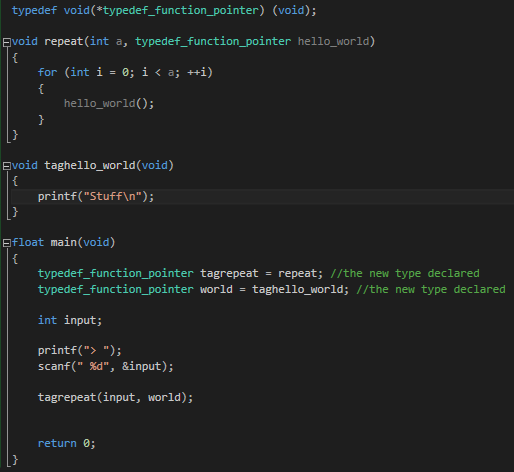 typedef void(*typedef_function_pointer) (void);
void repeat(int a, typedef_function_pointer hello_world)
{
for (int i = 0; i < a; ++i)
{
hello_world();
}
}
void taghello_world(void)
{
printf("Stuff\n");
}
float main(void)
{
typedef_function_pointer tagrepeat = repeat; //the new type declared
typedef_function_pointer world = taghello_world; //the new type declared
int input;
printf("> ");
scanf(" %d", &input);
tagrepeat(input, world);
return 0;
}